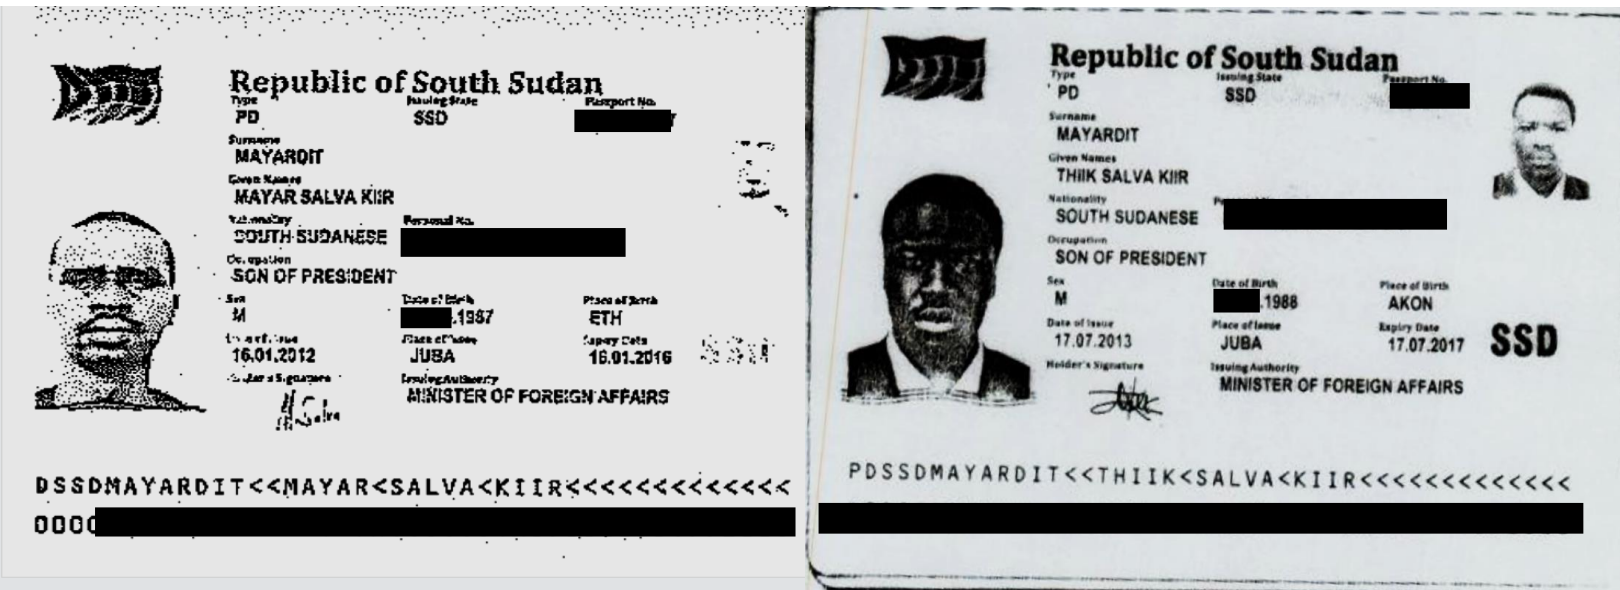 Republic of South Sudan
Type Issuing State Passport No.
PD SSD
Surname
MAYARDIT
Given Names
MAYAR SALVA KIIR
Nationality Personal No.
SOUTH SUDANESE
Occupation
SON OF PRESIDENT
Sex Date of Birth Place of Birth
M .1987 ETH
Date of Issue Place of Issue Expiry Date
16.01.2012 JUBA 16.01.2016
Holder's Signature Issuing Authority
MINISTER OF FOREIGN AFFAIRS
DSSDMAYARDIT<<MAYAR<SALVA<KIIR<<<<<<<<<<<<<<
Republic of South Sudan
Type Issuing State Passport No.
PD SSD
Surname
MAYARDIT
Given Names
THIIK SALVA KIIR
Nationality
SOUTH SUDANESE
Occupation
SON OF PRESIDENT
Sex Date of Birth Place of Birth
M .1988 AKON
Date of Issue Place of Issue Expiry Date
17.07.2013 JUBA 17.07.2017
SSD
Holder's Signature Issuing Authority
MINISTER OF FOREIGN AFFAIRS
PDSSDMAYARDIT<<THIIK<SALVA<KIIR<<<<<<<<<<<<<